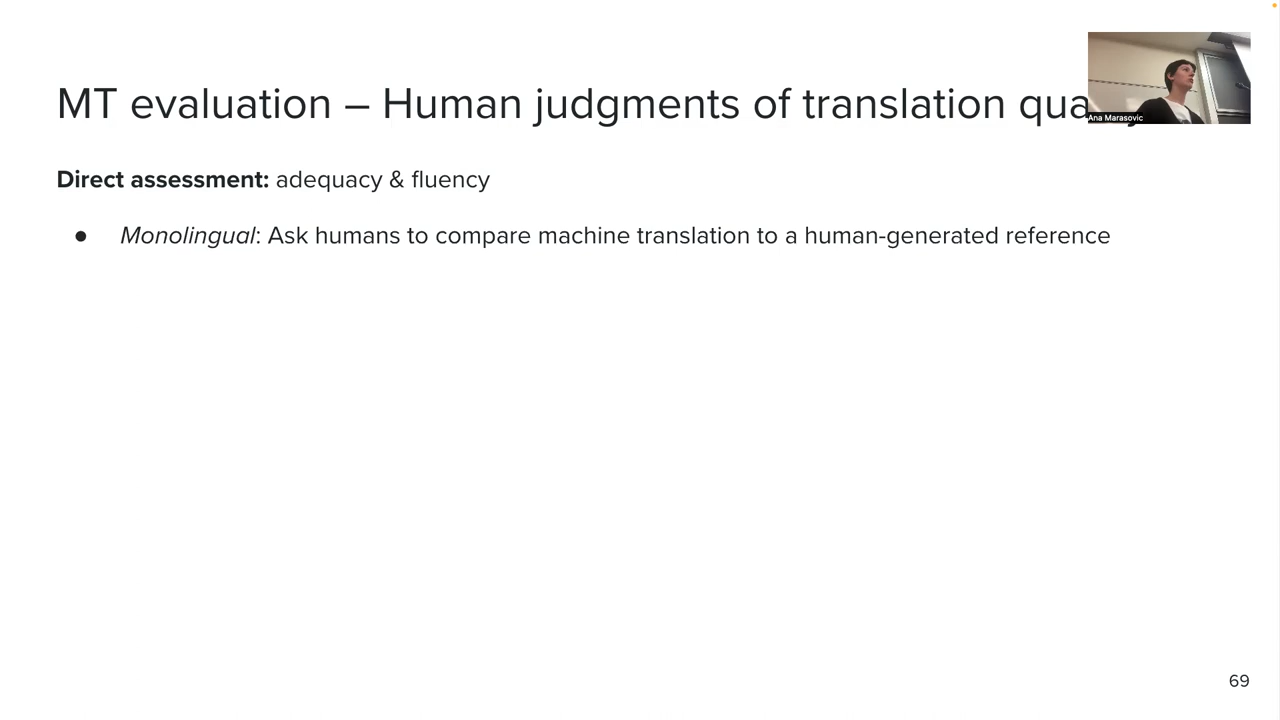 MT evaluation – Human judgments of translation
Ana Marasovic
Direct assessment: adequacy & fluency
● Monolingual: Ask humans to compare machine translation to a human-generated reference
69